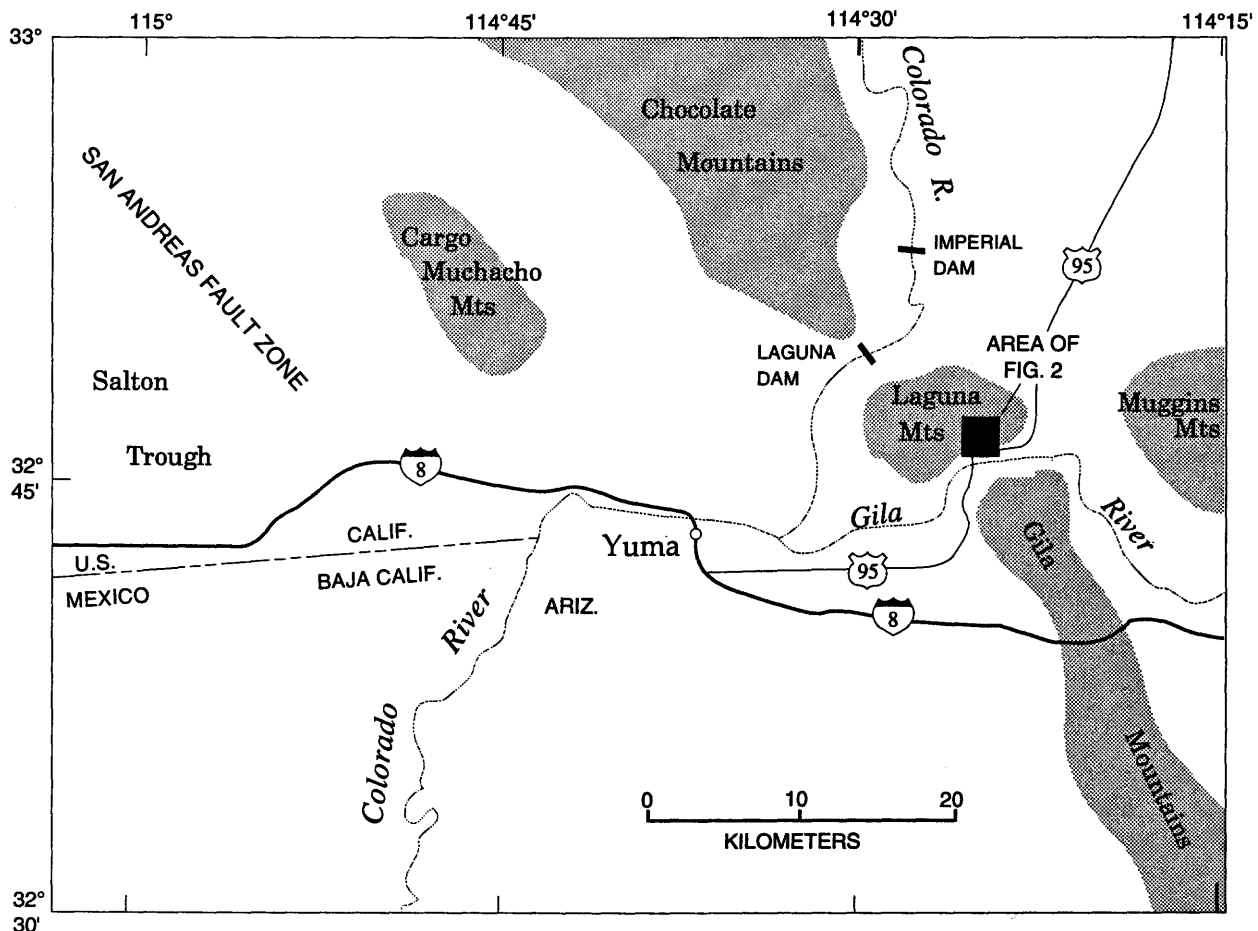 115°
114°45'
114°30'
114°15'
33°
Colorado R.
Chocolate
Mountains
SAN ANDREAS FAULT ZONE
Cargo
Muchacho
Mts
IMPERIAL
DAM
95
LAGUNA
DAM
AREA OF
FIG. 2
Salton
Trough
Laguna
Mts
Muggins
Mts
32°
45'
8
Gila
River
CALIF.
U.S.
MEXICO
BAJA CALIF.
Yuma
95
Gila
Mountains
ARIZ.
8
Colorado
River
0
10
20
KILOMETERS
32°
30'